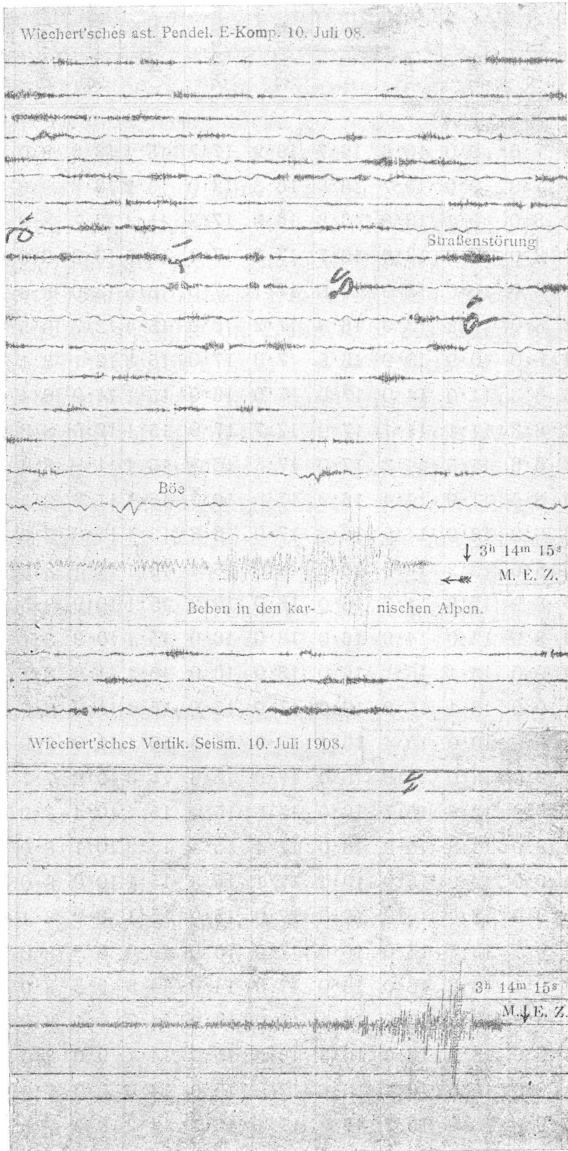 Wiechert'sches ast. Pendel. E-Komp. 10. Juli 08.
Straßenstörung
Böe
3h 14m 15s
M. E. Z.
Beben in den kar- nischen Alpen.
Wiechert'sches Vertik. Seism. 10. Juli 1908.
3h 14m 15s
M. E. Z.